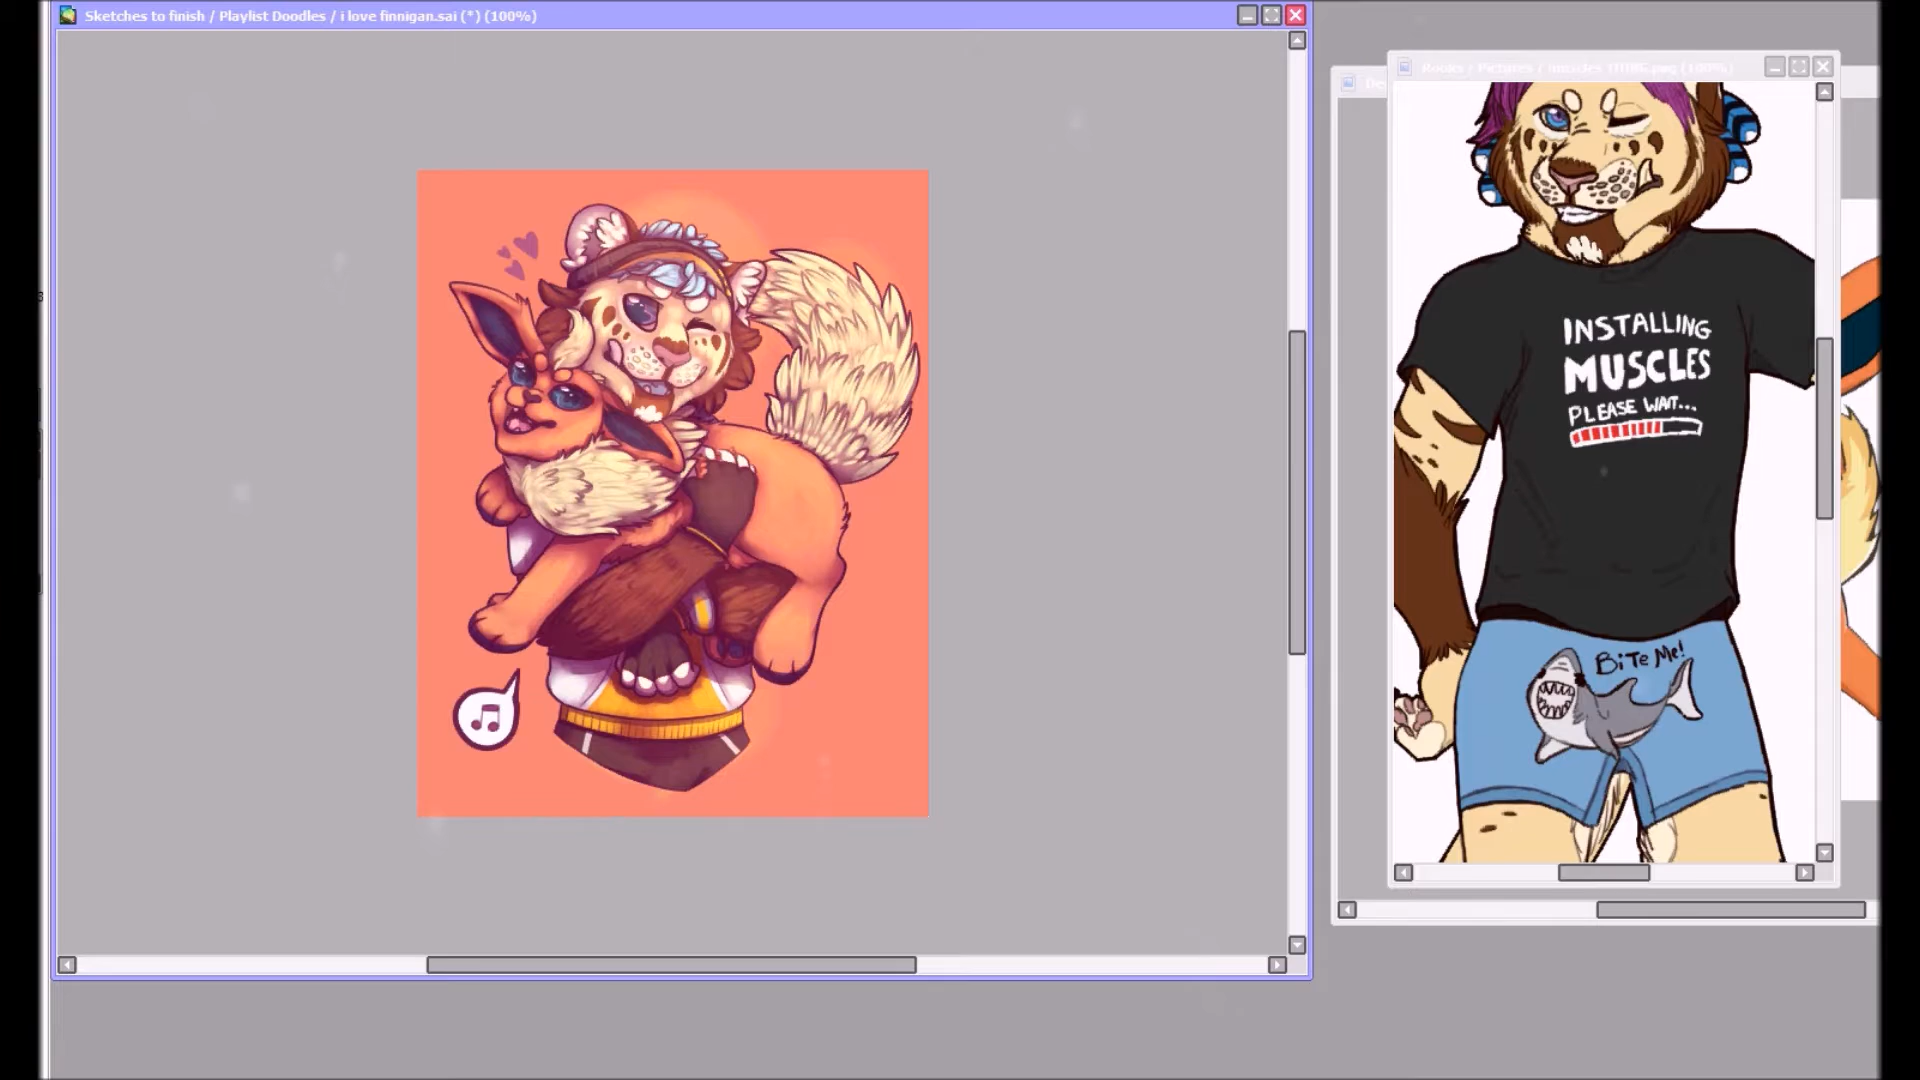 Sketches to finish / Playlist Doodles / i love finnigan.sai (*) (100%)
INSTALLING
MUSCLES
PLEASE WAIT...
BiTe Me!